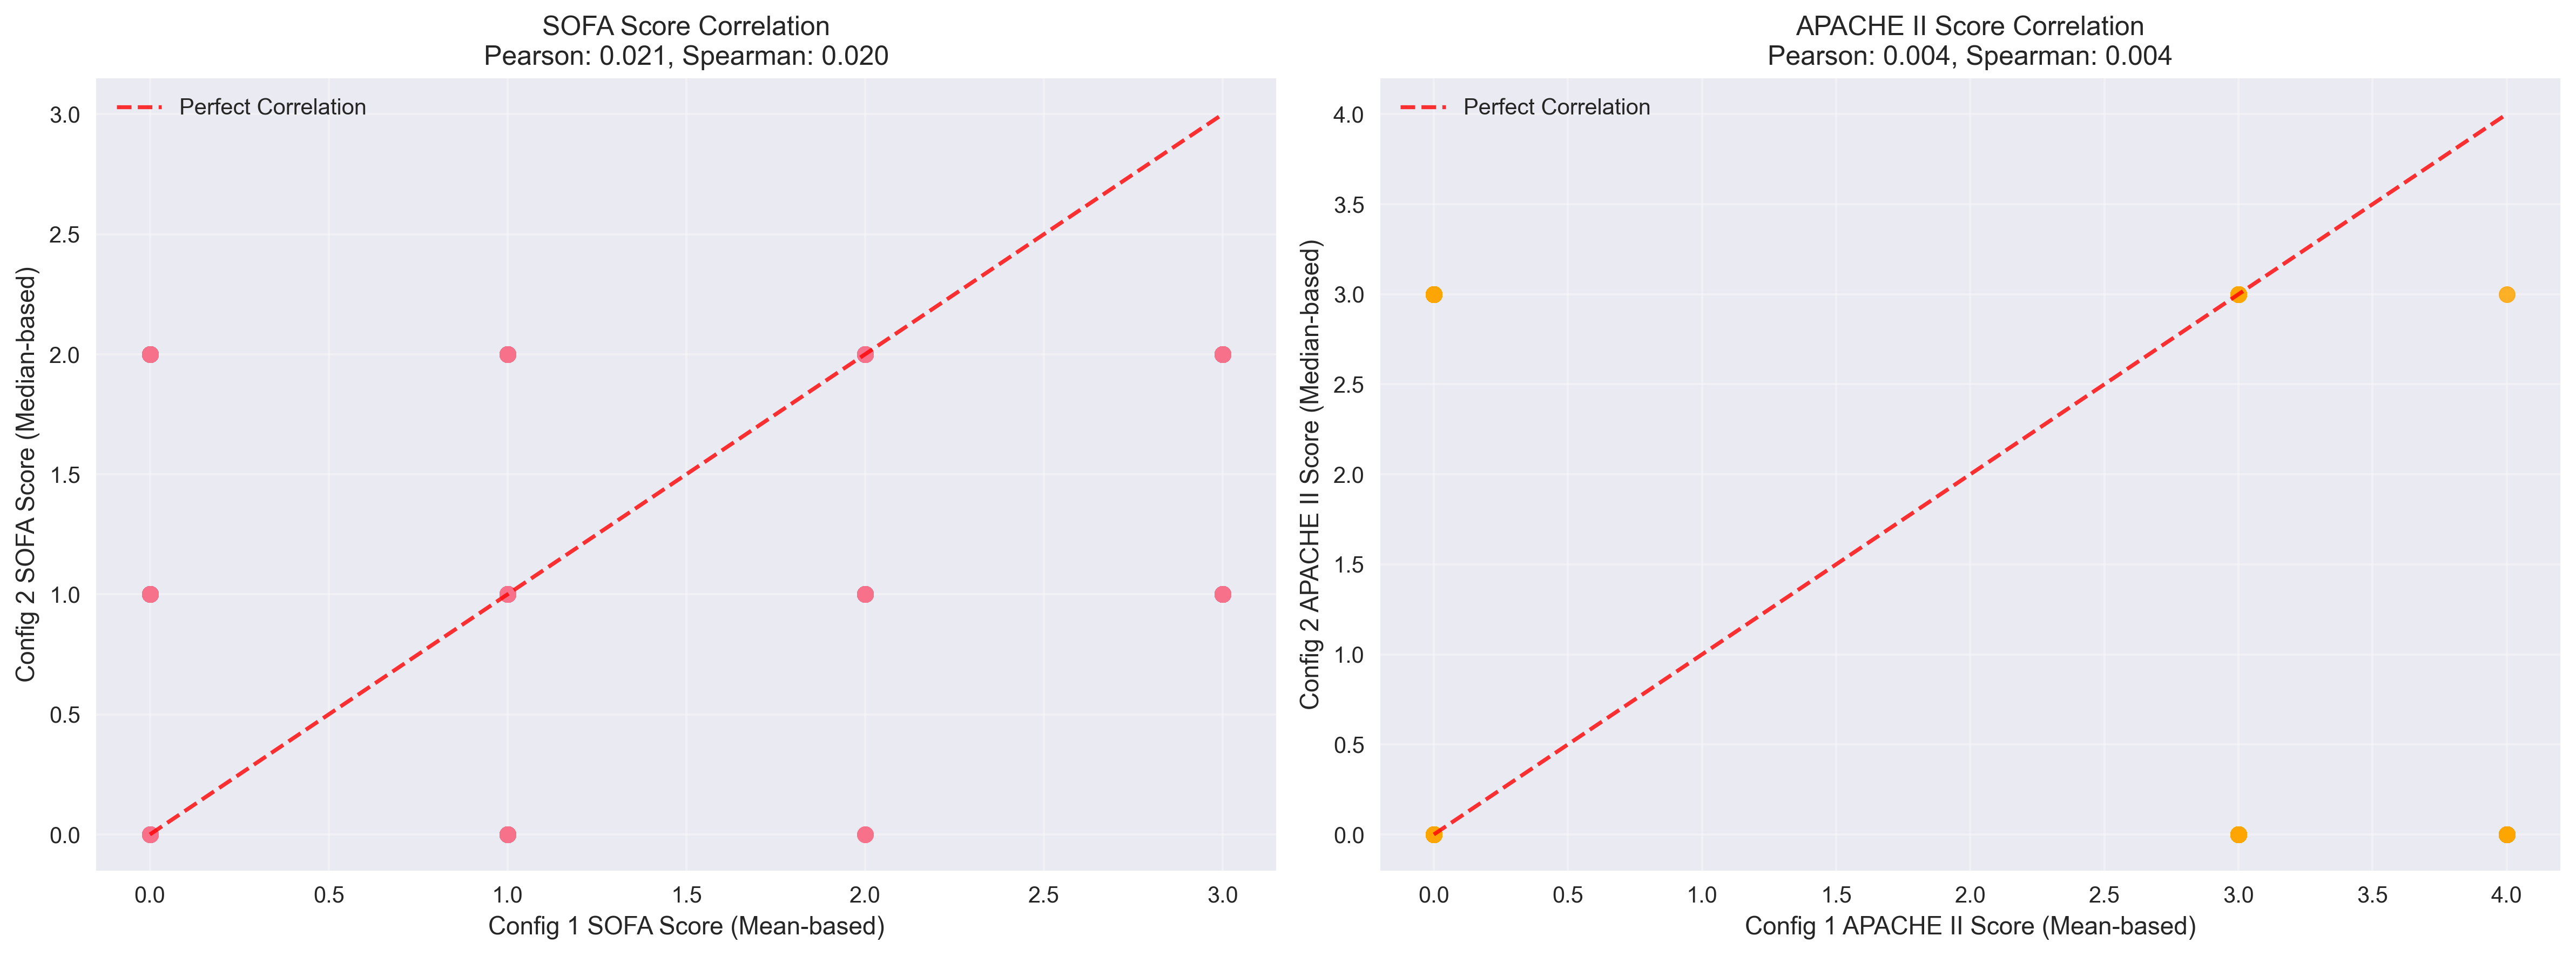 SOFA Score Correlation
Pearson: 0.021, Spearman: 0.020
Perfect Correlation
3.0
2.5
2.0
1.5
1.0
0.5
0.0
Config 2 SOFA Score (Median-based)
0.0 0.5 1.0 1.5 2.0 2.5 3.0
Config 1 SOFA Score (Mean-based)
APACHE II Score Correlation
Pearson: 0.004, Spearman: 0.004
Perfect Correlation
4.0
3.5
3.0
2.5
2.0
1.5
1.0
0.5
0.0
Config 2 APACHE II Score (Median-based)
0.0 0.5 1.0 1.5 2.0 2.5 3.0 3.5 4.0
Config 1 APACHE II Score (Mean-based)